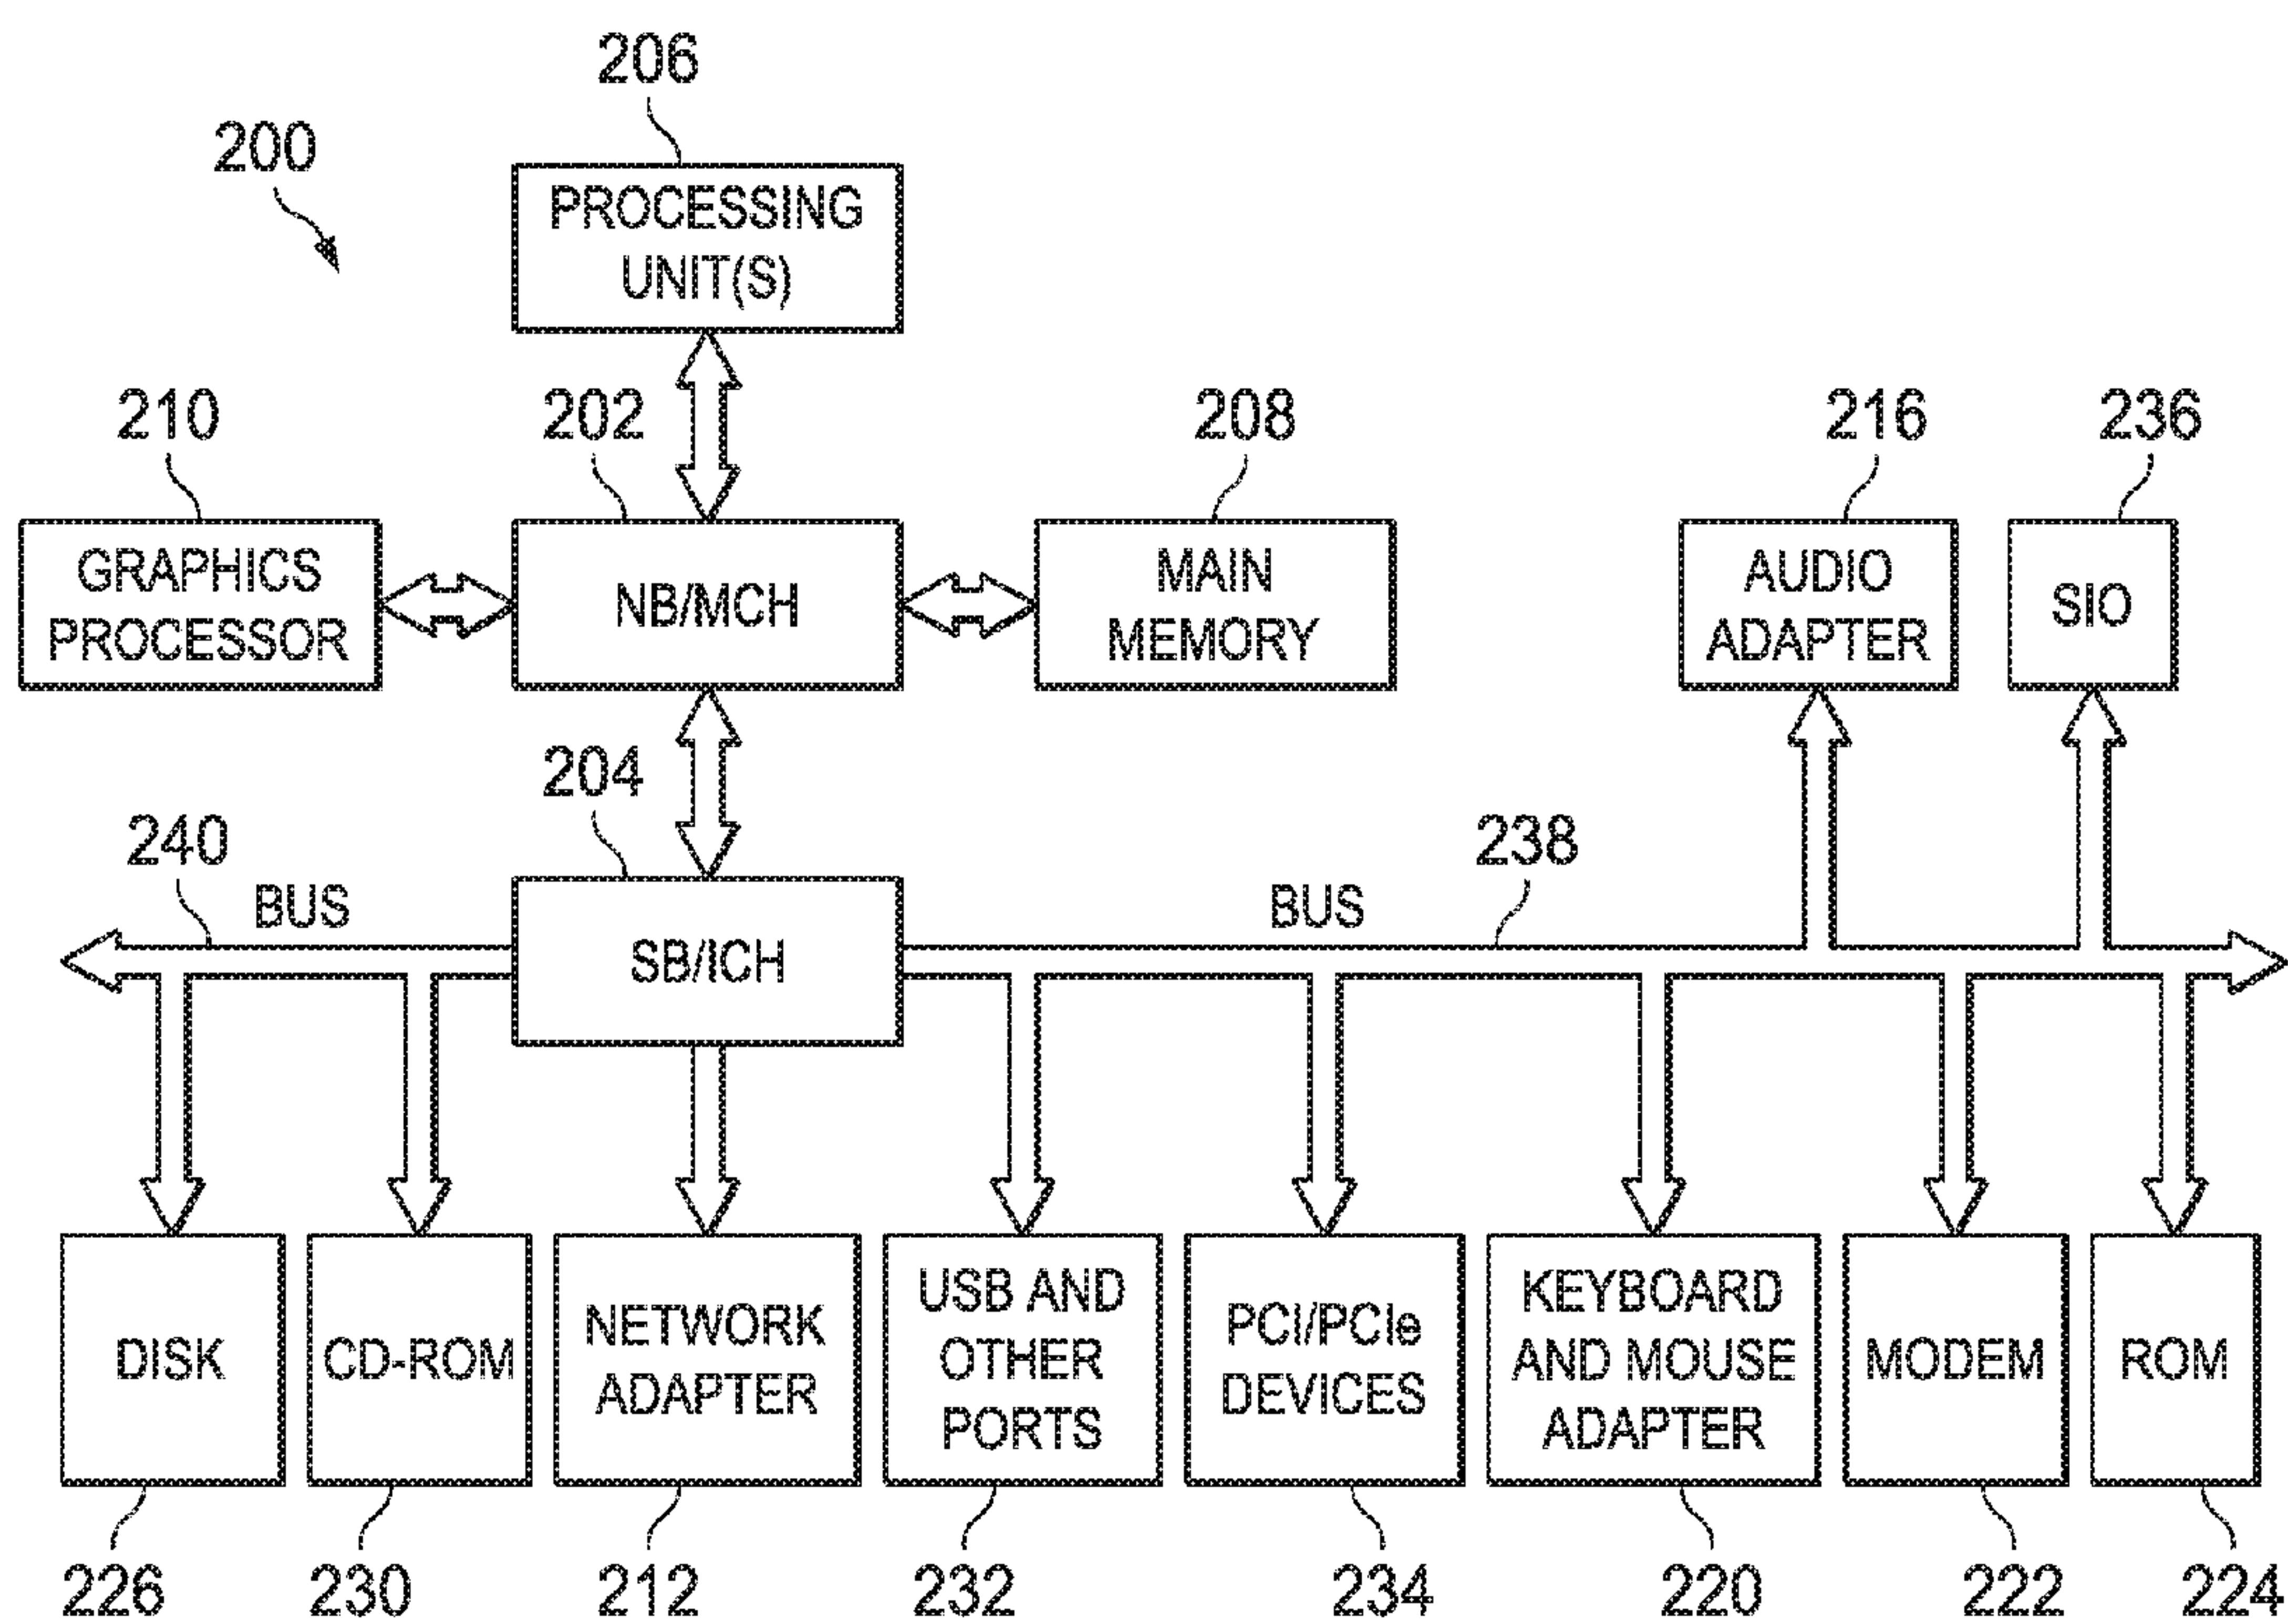 206
200
PROCESSING
UNIT(S)
210
202
208
216
236
GRAPHICS
PROCESSOR
NB/MCH
MAIN
MEMORY
AUDIO
ADAPTER
SIO
204
240
BUS
238
BUS
SB/ICH
DISK
CD-ROM
NETWORK
ADAPTER
USB AND
OTHER
PORTS
PCI/PCIe
DEVICES
KEYBOARD
AND MOUSE
ADAPTER
MODEM
ROM
226
230
212
232
234
220
222
224